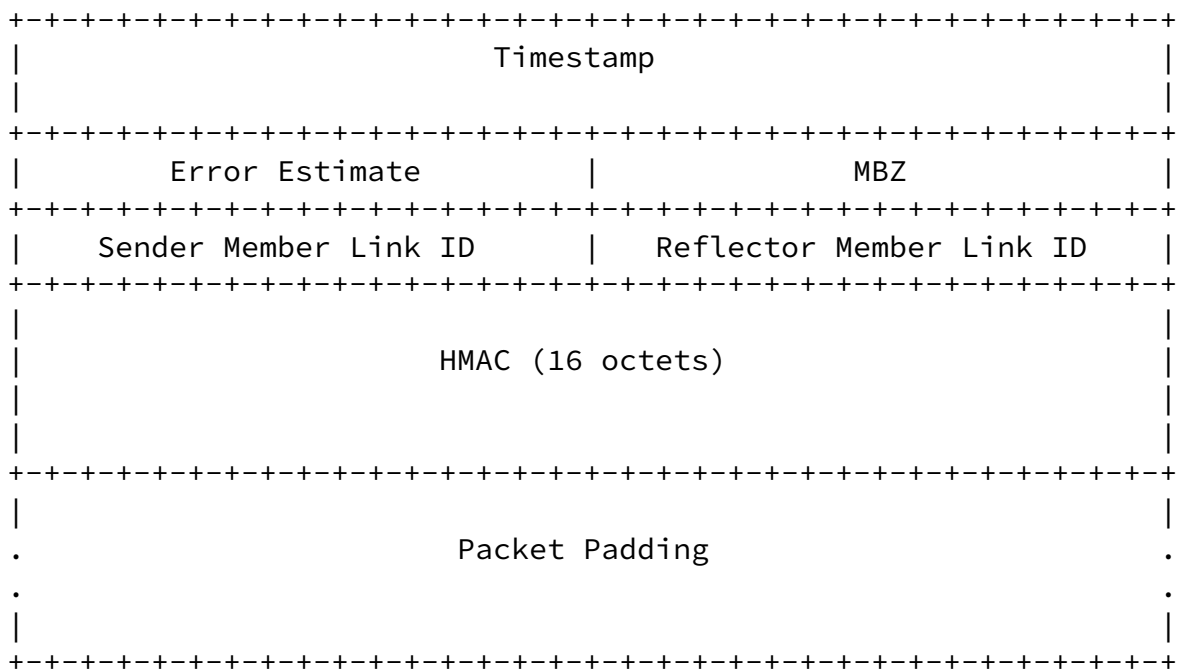 +-+-+-+-+-+-+-+-+-+-+-+-+-+-+-+-+-+-+-+-+-+-+-+-+-+-+-+-+-+-+-+-+
|                          Timestamp                            |
|                                                               |
+-+-+-+-+-+-+-+-+-+-+-+-+-+-+-+-+-+-+-+-+-+-+-+-+-+-+-+-+-+-+-+-+
|        Error Estimate         |              MBZ              |
+-+-+-+-+-+-+-+-+-+-+-+-+-+-+-+-+-+-+-+-+-+-+-+-+-+-+-+-+-+-+-+-+
|    Sender Member Link ID      |   Reflector Member Link ID    |
+-+-+-+-+-+-+-+-+-+-+-+-+-+-+-+-+-+-+-+-+-+-+-+-+-+-+-+-+-+-+-+-+
|                                                               |
|                       HMAC (16 octets)                        |
|                                                               |
|                                                               |
+-+-+-+-+-+-+-+-+-+-+-+-+-+-+-+-+-+-+-+-+-+-+-+-+-+-+-+-+-+-+-+-+
|                                                               |
.                        Packet Padding                         .
.                                                               .
|                                                               |
+-+-+-+-+-+-+-+-+-+-+-+-+-+-+-+-+-+-+-+-+-+-+-+-+-+-+-+-+-+-+-+-+